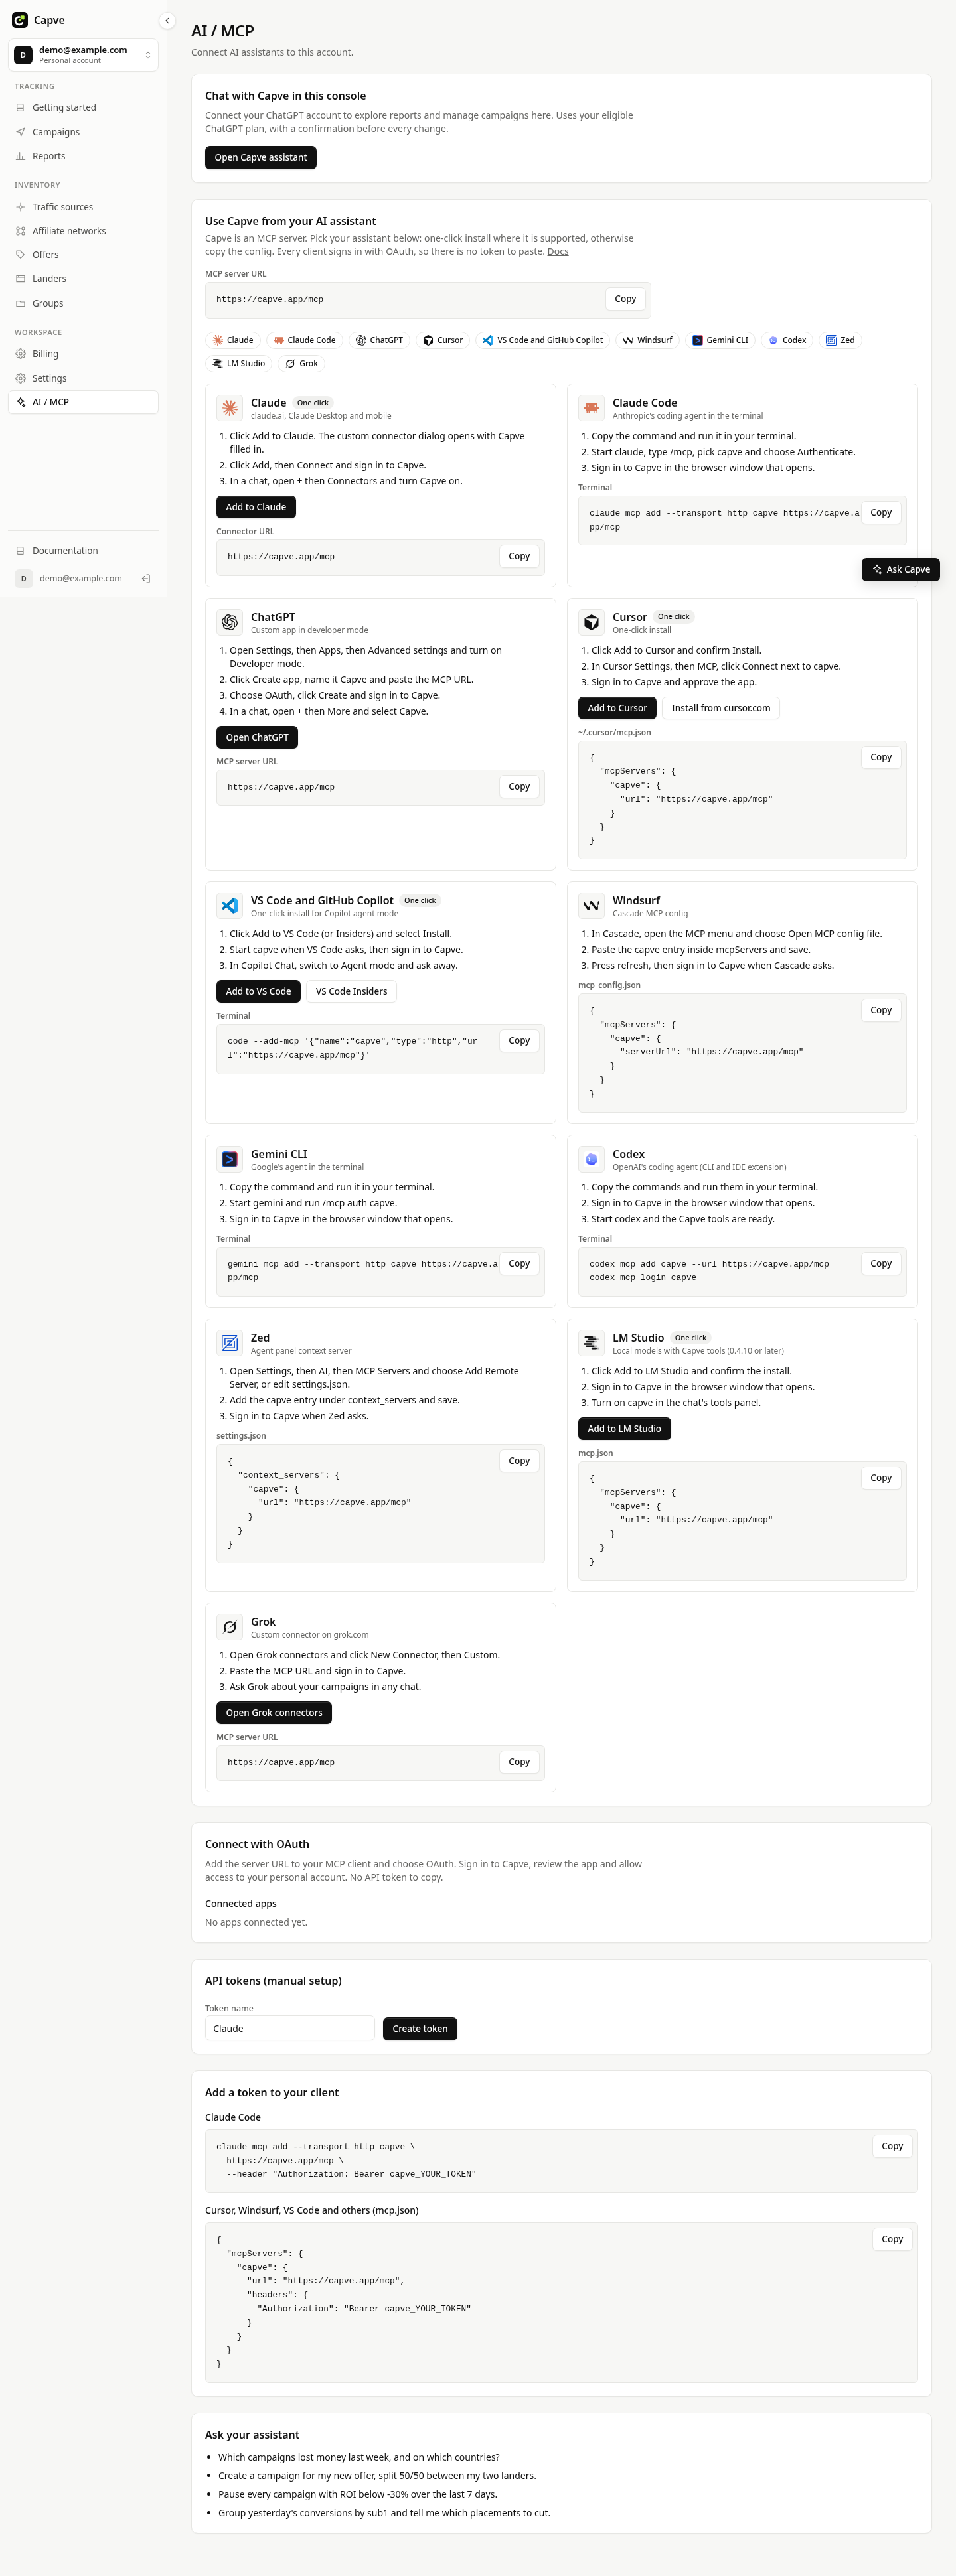 Capve
D
demo@example.com
Personal account
TRACKING
Getting started
Campaigns
Reports
INVENTORY
Traffic sources
Affiliate networks
Offers
Landers
Groups
WORKSPACE
Billing
Settings
AI / MCP
Documentation
D
demo@example.com
AI / MCP
Connect AI assistants to this account.
Chat with Capve in this console
Connect your ChatGPT account to explore reports and manage campaigns here. Uses your eligible
ChatGPT plan, with a confirmation before every change.
Open Capve assistant
Use Capve from your AI assistant
Capve is an MCP server. Pick your assistant below: one-click install where it is supported, otherwise
copy the config. Every client signs in with OAuth, so there is no token to paste. Docs
MCP server URL
https://capve.app/mcp
Copy
Claude
Claude Code
ChatGPT
Cursor
VS Code and GitHub Copilot
Windsurf
Gemini CLI
Codex
Zed
LM Studio
Grok
Claude One click
claude.ai, Claude Desktop and mobile
1. Click Add to Claude. The custom connector dialog opens with Capve
filled in.
2. Click Add, then Connect and sign in to Capve.
3. In a chat, open + then Connectors and turn Capve on.
Add to Claude
Connector URL
https://capve.app/mcp
Copy
Claude Code
Anthropic's coding agent in the terminal
1. Copy the command and run it in your terminal.
2. Start claude, type /mcp, pick capve and choose Authenticate.
3. Sign in to Capve in the browser window that opens.
Terminal
claude mcp add --transport http capve https://capve.a
pp/mcp
Copy
Ask Capve
ChatGPT
Custom app in developer mode
1. Open Settings, then Apps, then Advanced settings and turn on
Developer mode.
2. Click Create app, name it Capve and paste the MCP URL.
3. Choose OAuth, click Create and sign in to Capve.
4. In a chat, open + then More and select Capve.
Open ChatGPT
MCP server URL
https://capve.app/mcp
Copy
Cursor One click
One-click install
1. Click Add to Cursor and confirm Install.
2. In Cursor Settings, then MCP, click Connect next to capve.
3. Sign in to Capve and approve the app.
Add to Cursor
Install from cursor.com
~/.cursor/mcp.json
{
"mcpServers": {
"capve": {
"url": "https://capve.app/mcp"
}
}
}
Copy
VS Code and GitHub Copilot One click
One-click install for Copilot agent mode
1. Click Add to VS Code (or Insiders) and select Install.
2. Start capve when VS Code asks, then sign in to Capve.
3. In Copilot Chat, switch to Agent mode and ask away.
Add to VS Code
VS Code Insiders
Terminal
code --add-mcp '{"name":"capve","type":"http","ur
l":"https://capve.app/mcp"}'
Copy
Windsurf
Cascade MCP config
1. In Cascade, open the MCP menu and choose Open MCP config file.
2. Paste the capve entry inside mcpServers and save.
3. Press refresh, then sign in to Capve when Cascade asks.
mcp_config.json
{
"mcpServers": {
"capve": {
"serverUrl": "https://capve.app/mcp"
}
}
}
Copy
Gemini CLI
Google's agent in the terminal
1. Copy the command and run it in your terminal.
2. Start gemini and run /mcp auth capve.
3. Sign in to Capve in the browser window that opens.
Terminal
gemini mcp add --transport http capve https://capve.a
pp/mcp
Copy
Codex
OpenAI's coding agent (CLI and IDE extension)
1. Copy the commands and run them in your terminal.
2. Sign in to Capve in the browser window that opens.
3. Start codex and the Capve tools are ready.
Terminal
codex mcp add capve --url https://capve.app/mcp
codex mcp login capve
Copy
Zed
Agent panel context server
1. Open Settings, then AI, then MCP Servers and choose Add Remote
Server, or edit settings.json.
2. Add the capve entry under context_servers and save.
3. Sign in to Capve when Zed asks.
settings.json
{
"context_servers": {
"capve": {
"url": "https://capve.app/mcp"
}
}
}
Copy
LM Studio One click
Local models with Capve tools (0.4.10 or later)
1. Click Add to LM Studio and confirm the install.
2. Sign in to Capve in the browser window that opens.
3. Turn on capve in the chat's tools panel.
Add to LM Studio
mcp.json
{
"mcpServers": {
"capve": {
"url": "https://capve.app/mcp"
}
}
}
Copy
Grok
Custom connector on grok.com
1. Open Grok connectors and click New Connector, then Custom.
2. Paste the MCP URL and sign in to Capve.
3. Ask Grok about your campaigns in any chat.
Open Grok connectors
MCP server URL
https://capve.app/mcp
Copy
Connect with OAuth
Add the server URL to your MCP client and choose OAuth. Sign in to Capve, review the app and allow
access to your personal account. No API token to copy.
Connected apps
No apps connected yet.
API tokens (manual setup)
Token name
Claude
Create token
Add a token to your client
Claude Code
claude mcp add --transport http capve \
https://capve.app/mcp \
--header "Authorization: Bearer capve_YOUR_TOKEN"
Copy
Cursor, Windsurf, VS Code and others (mcp.json)
{
"mcpServers": {
"capve": {
"url": "https://capve.app/mcp",
"headers": {
"Authorization": "Bearer capve_YOUR_TOKEN"
}
}
}
}
Copy
Ask your assistant
• Which campaigns lost money last week, and on which countries?
• Create a campaign for my new offer, split 50/50 between my two landers.
• Pause every campaign with ROI below -30% over the last 7 days.
• Group yesterday's conversions by sub1 and tell me which placements to cut.